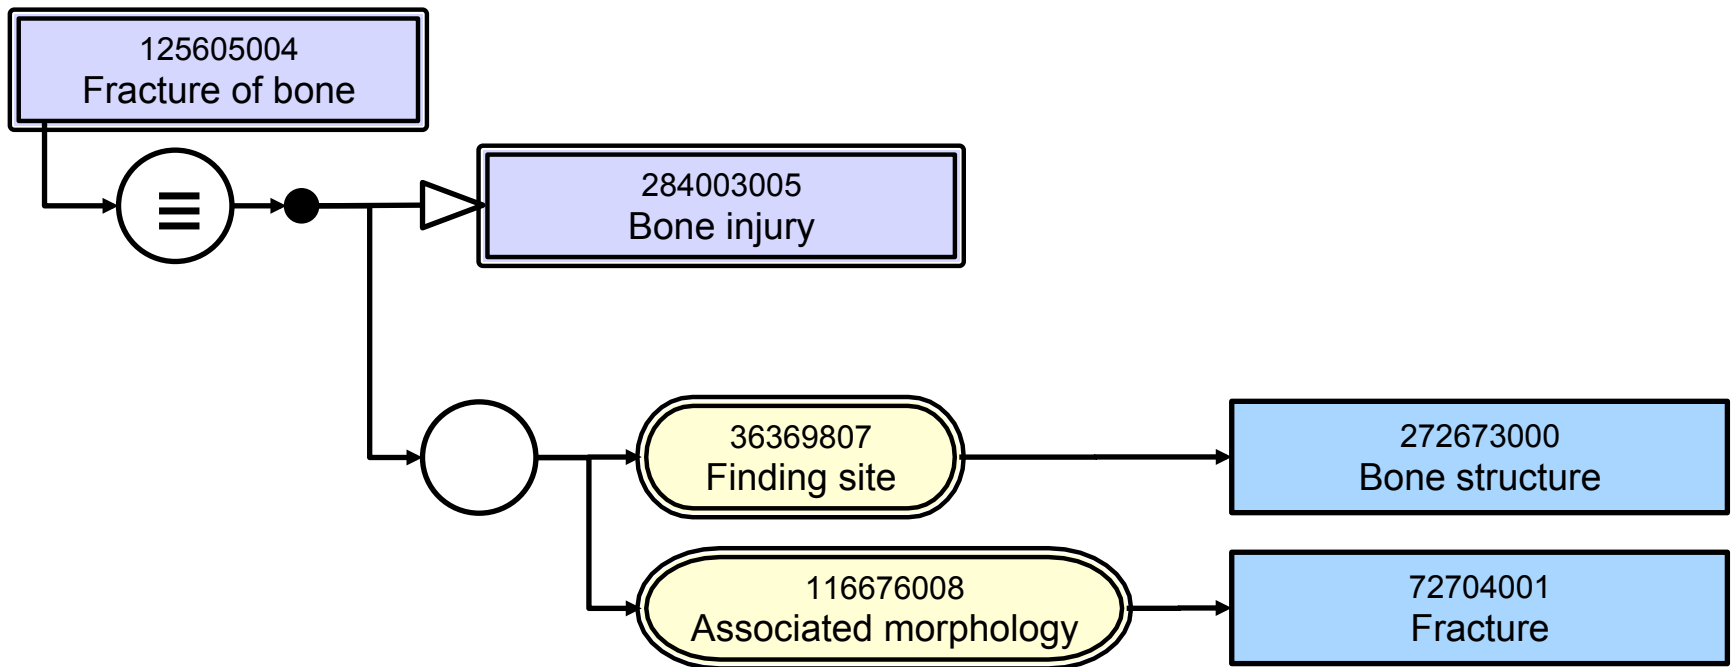 125605004
Fracture of bone
284003005
Bone injury
36369807
Finding site
272673000
Bone structure
116676008
Associated morphology
72704001
Fracture